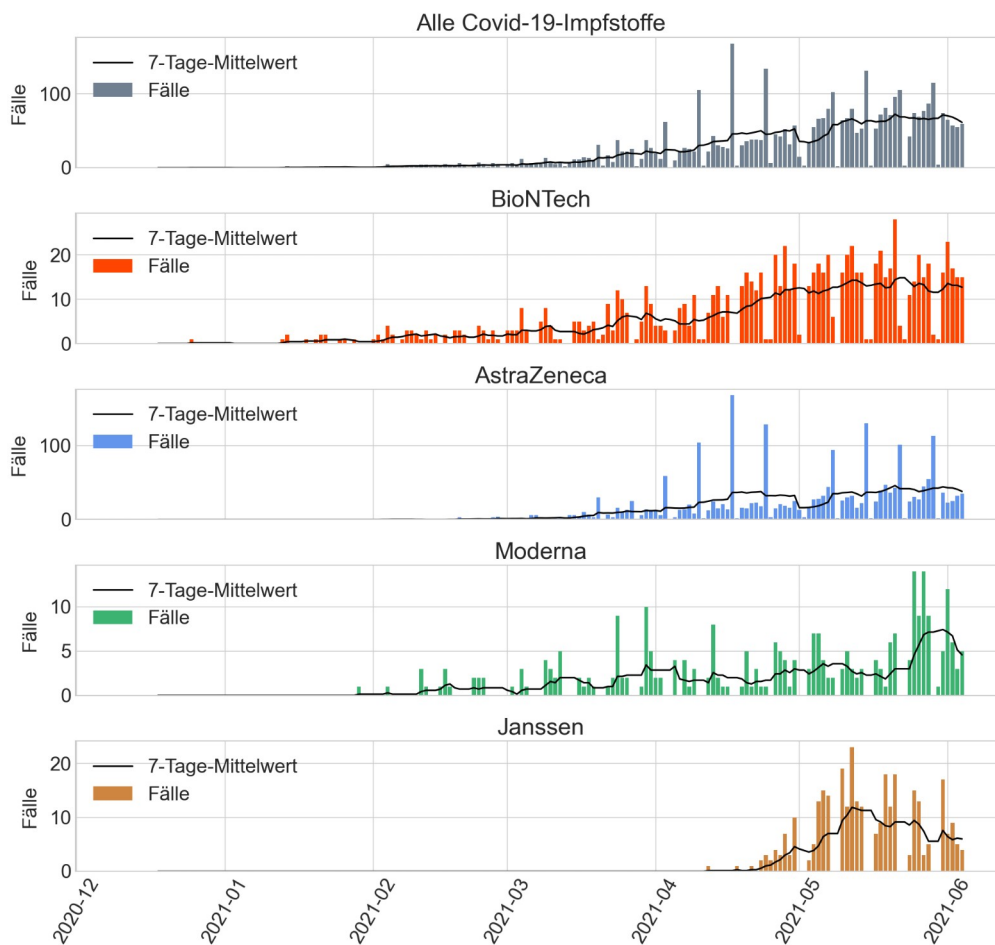 Alle Covid-19-Impfstoffe
7-Tage-Mittelwert
Fälle
Fälle
100
0
BioNTech
7-Tage-Mittelwert
Fälle
Fälle
20
10
0
AstraZeneca
7-Tage-Mittelwert
Fälle
Fälle
100
0
Moderna
7-Tage-Mittelwert
Fälle
Fälle
10
5
0
Janssen
7-Tage-Mittelwert
Fälle
Fälle
20
10
0
2020-12
2021-01
2021-02
2021-03
2021-04
2021-05
2021-06